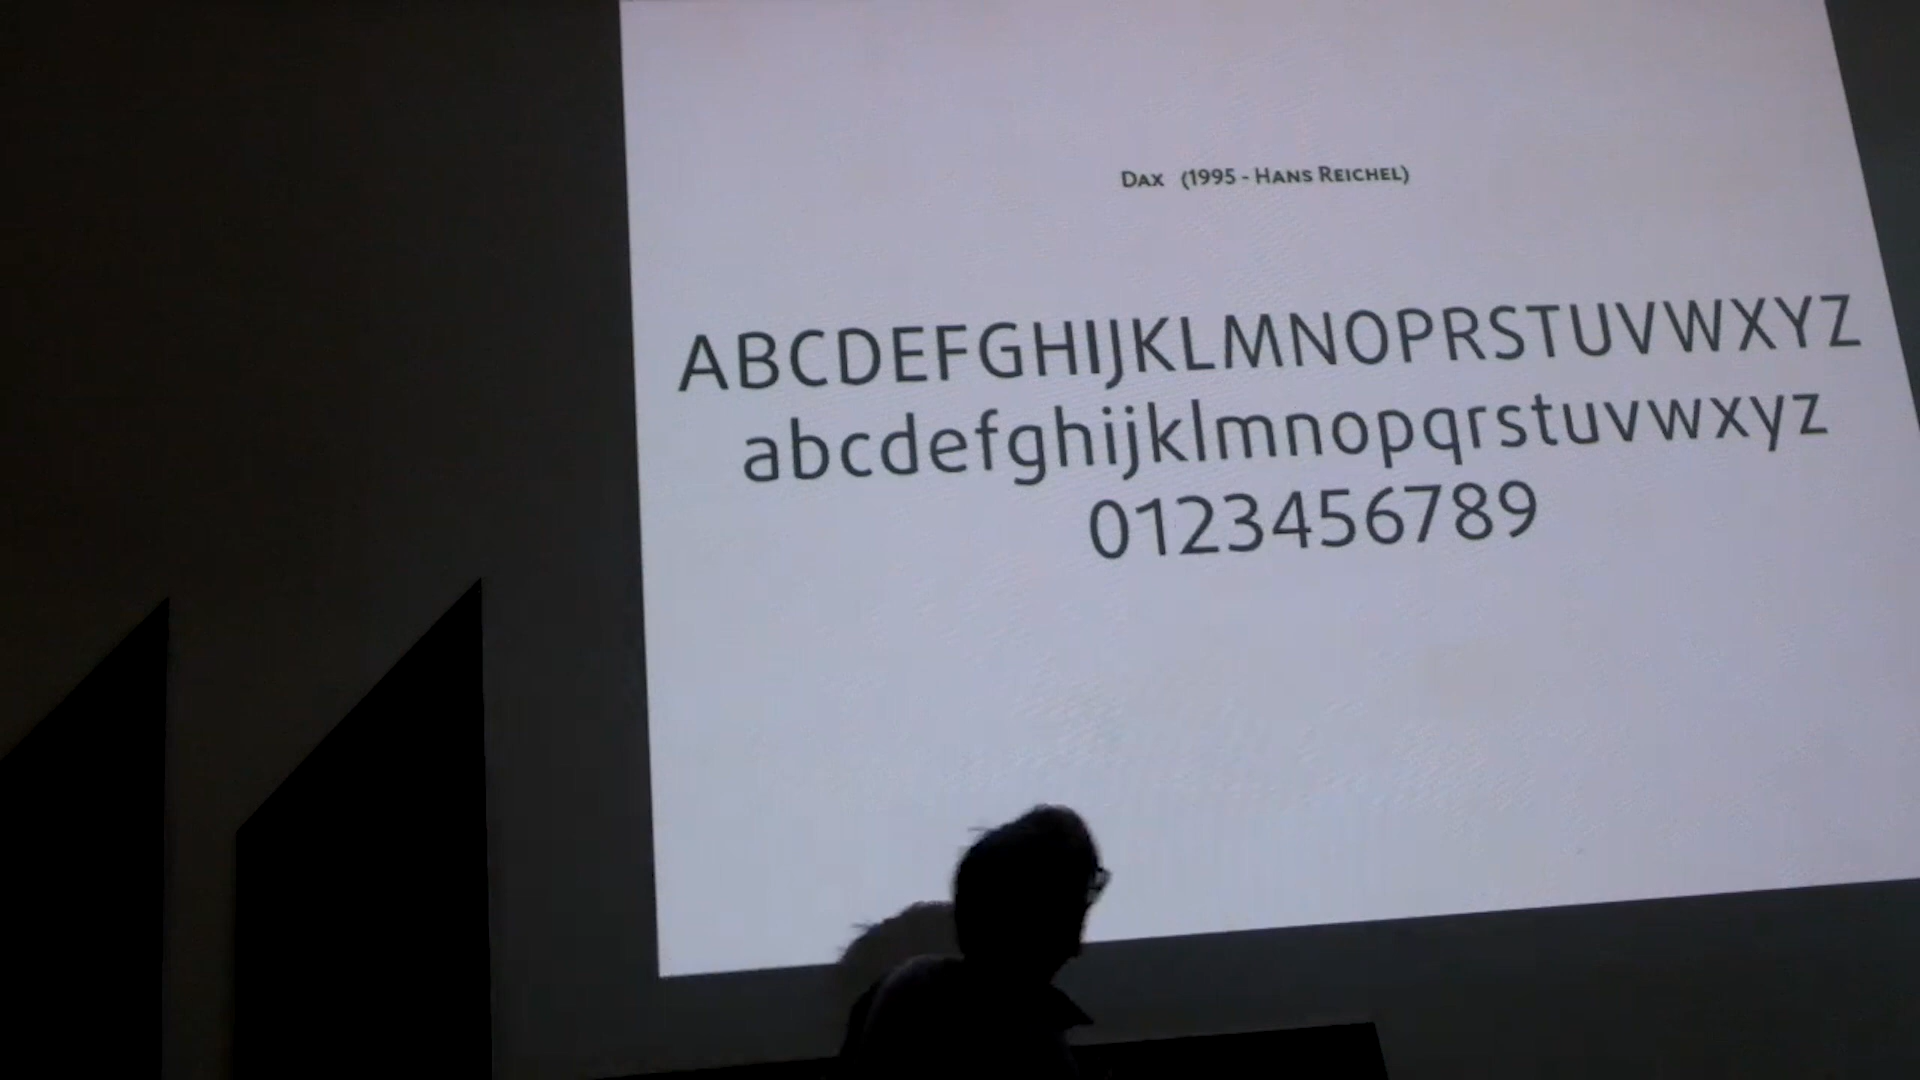 Dax (1995 - Hans Reichel)
ABCDEFGHIJKLMNOPRSTUVWXYZ
abcdefghijklmnopqrstuvwxyz
0123456789